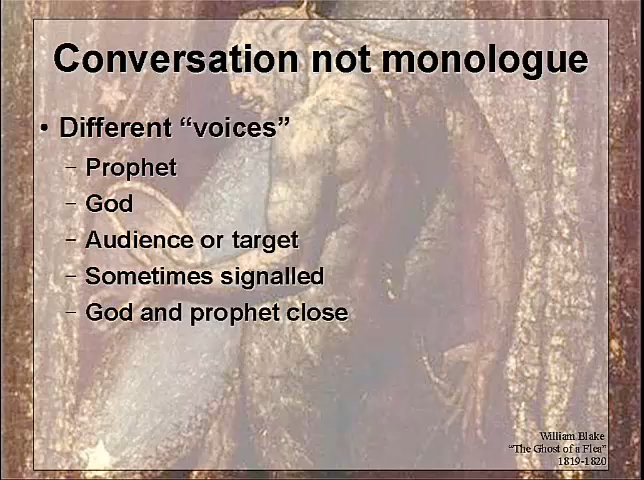 Conversation not monologue
• Different “voices”
– Prophet
– God
– Audience or target
– Sometimes signalled
– God and prophet close
William Blake
“The Ghost of a Flea”
1819-1820